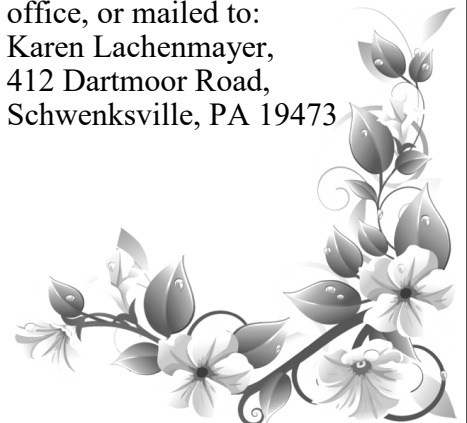 office, or mailed to:
Karen Lachenmayer,
412 Dartmoor Road,
Schwenksville, PA 19473